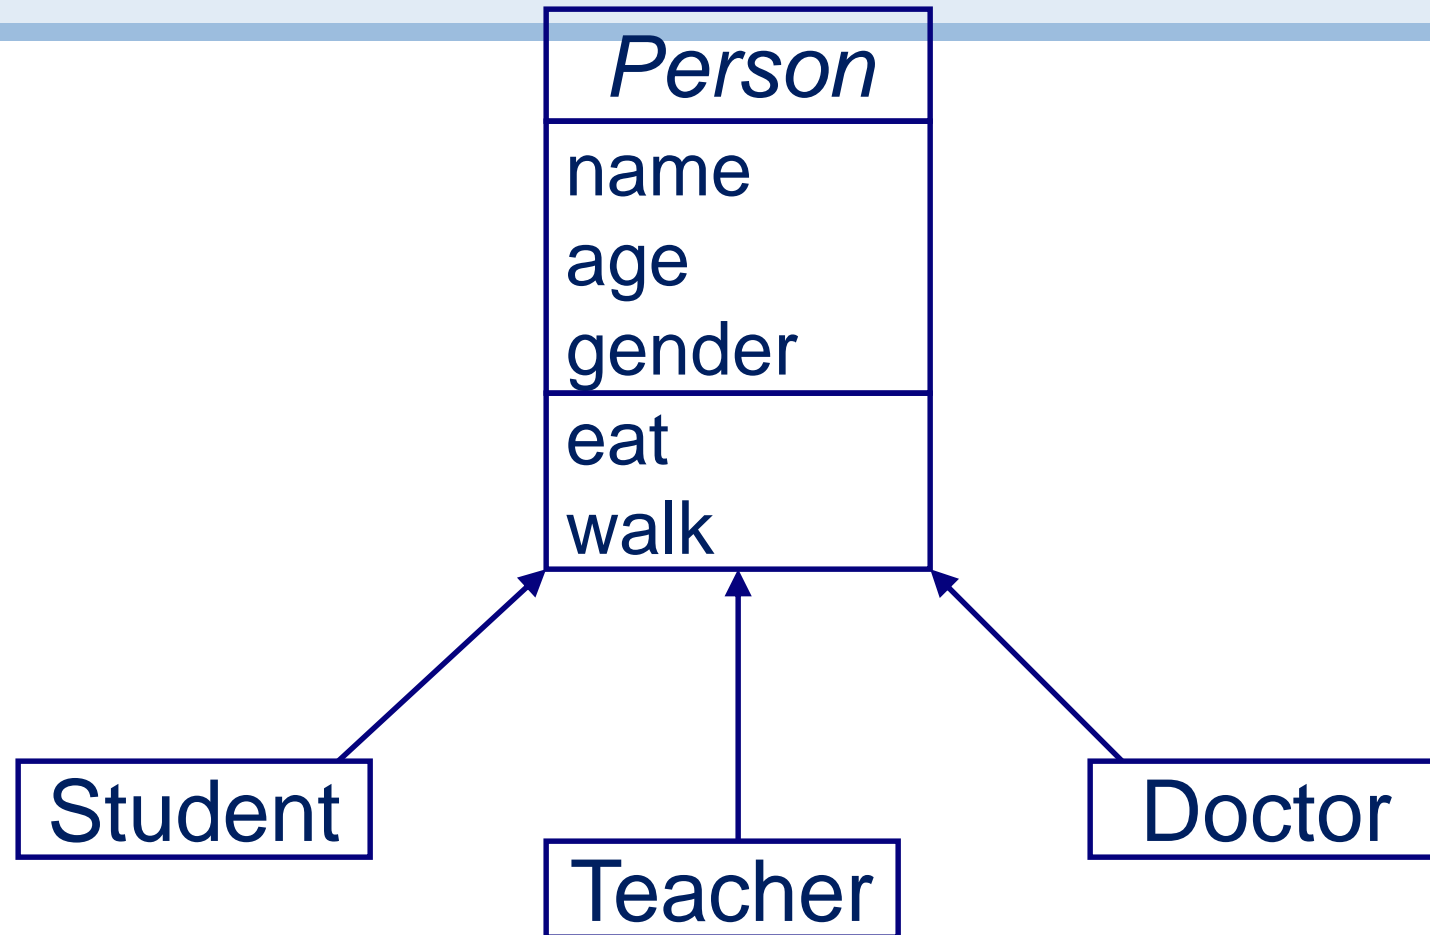 Person
name
age
gender
eat
walk
Student
Teacher
Doctor